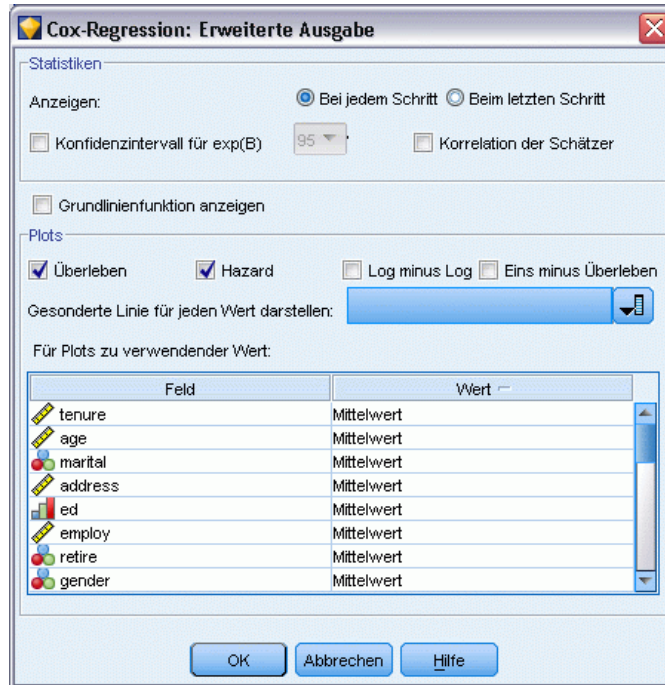 Cox-Regression: Erweiterte Ausgabe
Statistiken
Anzeigen: Bei jedem Schritt Beim letzten Schritt
Konfidenzintervall für exp(B) 95 Korrelation der Schätzer
Grundlinienfunktion anzeigen
Plots
Überleben Hazard Log minus Log Eins minus Überleben
Gesonderte Linie für jeden Wert darstellen:
Für Plots zu verwendender Wert:
Feld Wert
tenure Mittelwert
age Mittelwert
marital Mittelwert
address Mittelwert
ed Mittelwert
employ Mittelwert
retire Mittelwert
gender Mittelwert
OK Abbrechen Hilfe